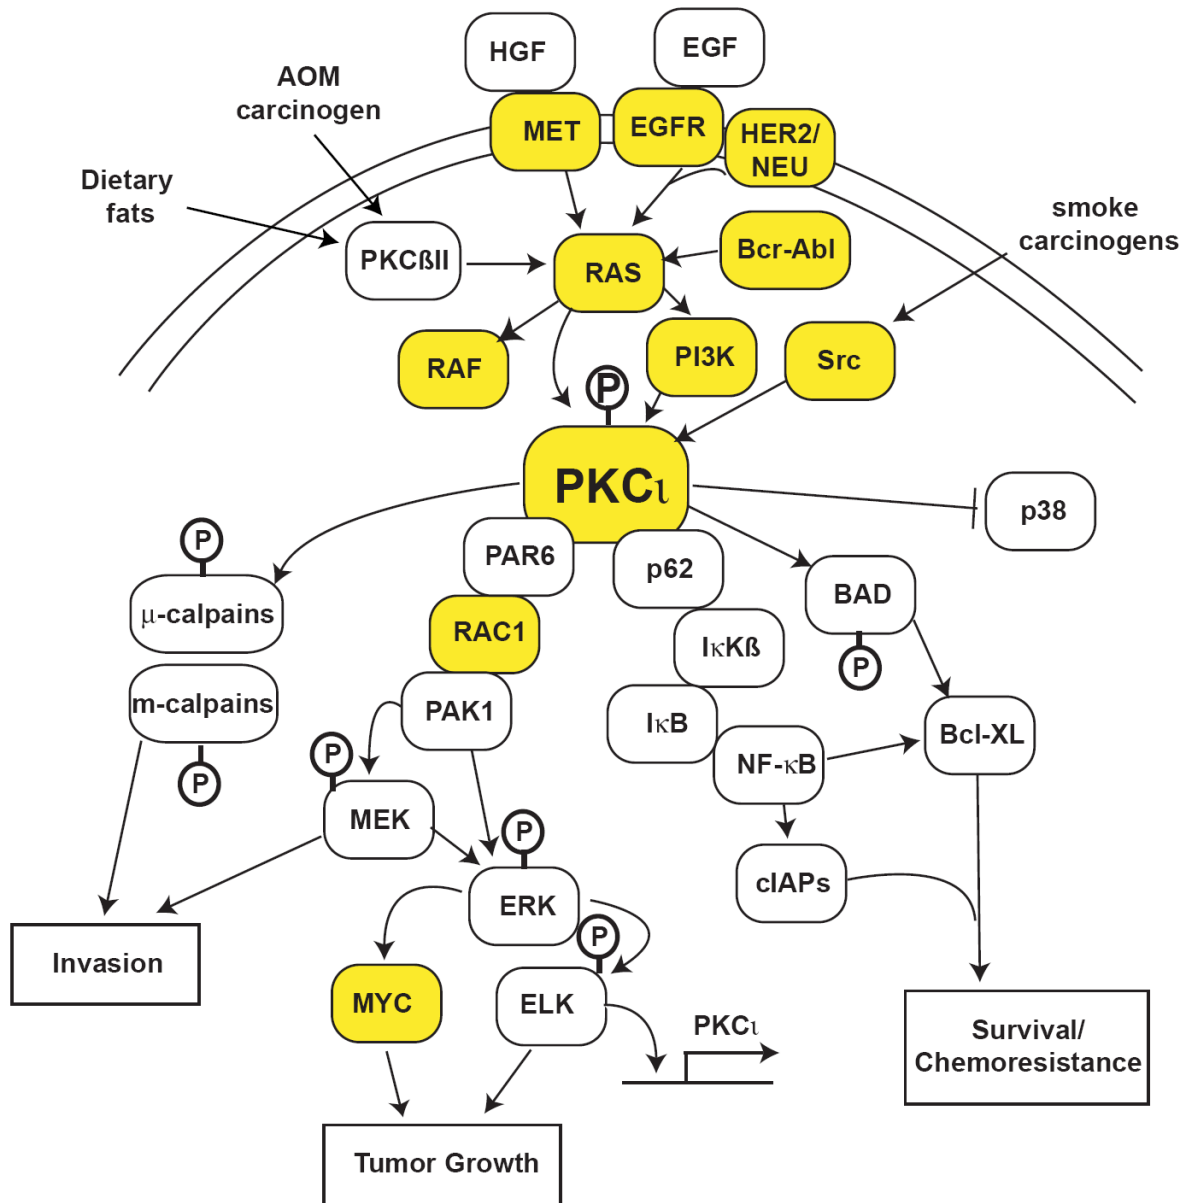 HGF
EGF
AOM
carcinogen
MET
EGFR
HER2/
NEU
Dietary
fats
smoke
carcinogens
PKCßII
RAS
Bcr-Abl
RAF
PI3K
Src
P
PKCι
p38
PAR6
p62
P
BAD
μ-calpains
RAC1
IκKß
P
m-calpains
PAK1
IκB
Bcl-XL
P
P
NF-κB
MEK
P
cIAPs
ERK
P
Invasion
MYC
ELK
PKCι
Survival/
Chemoresistance
Tumor Growth